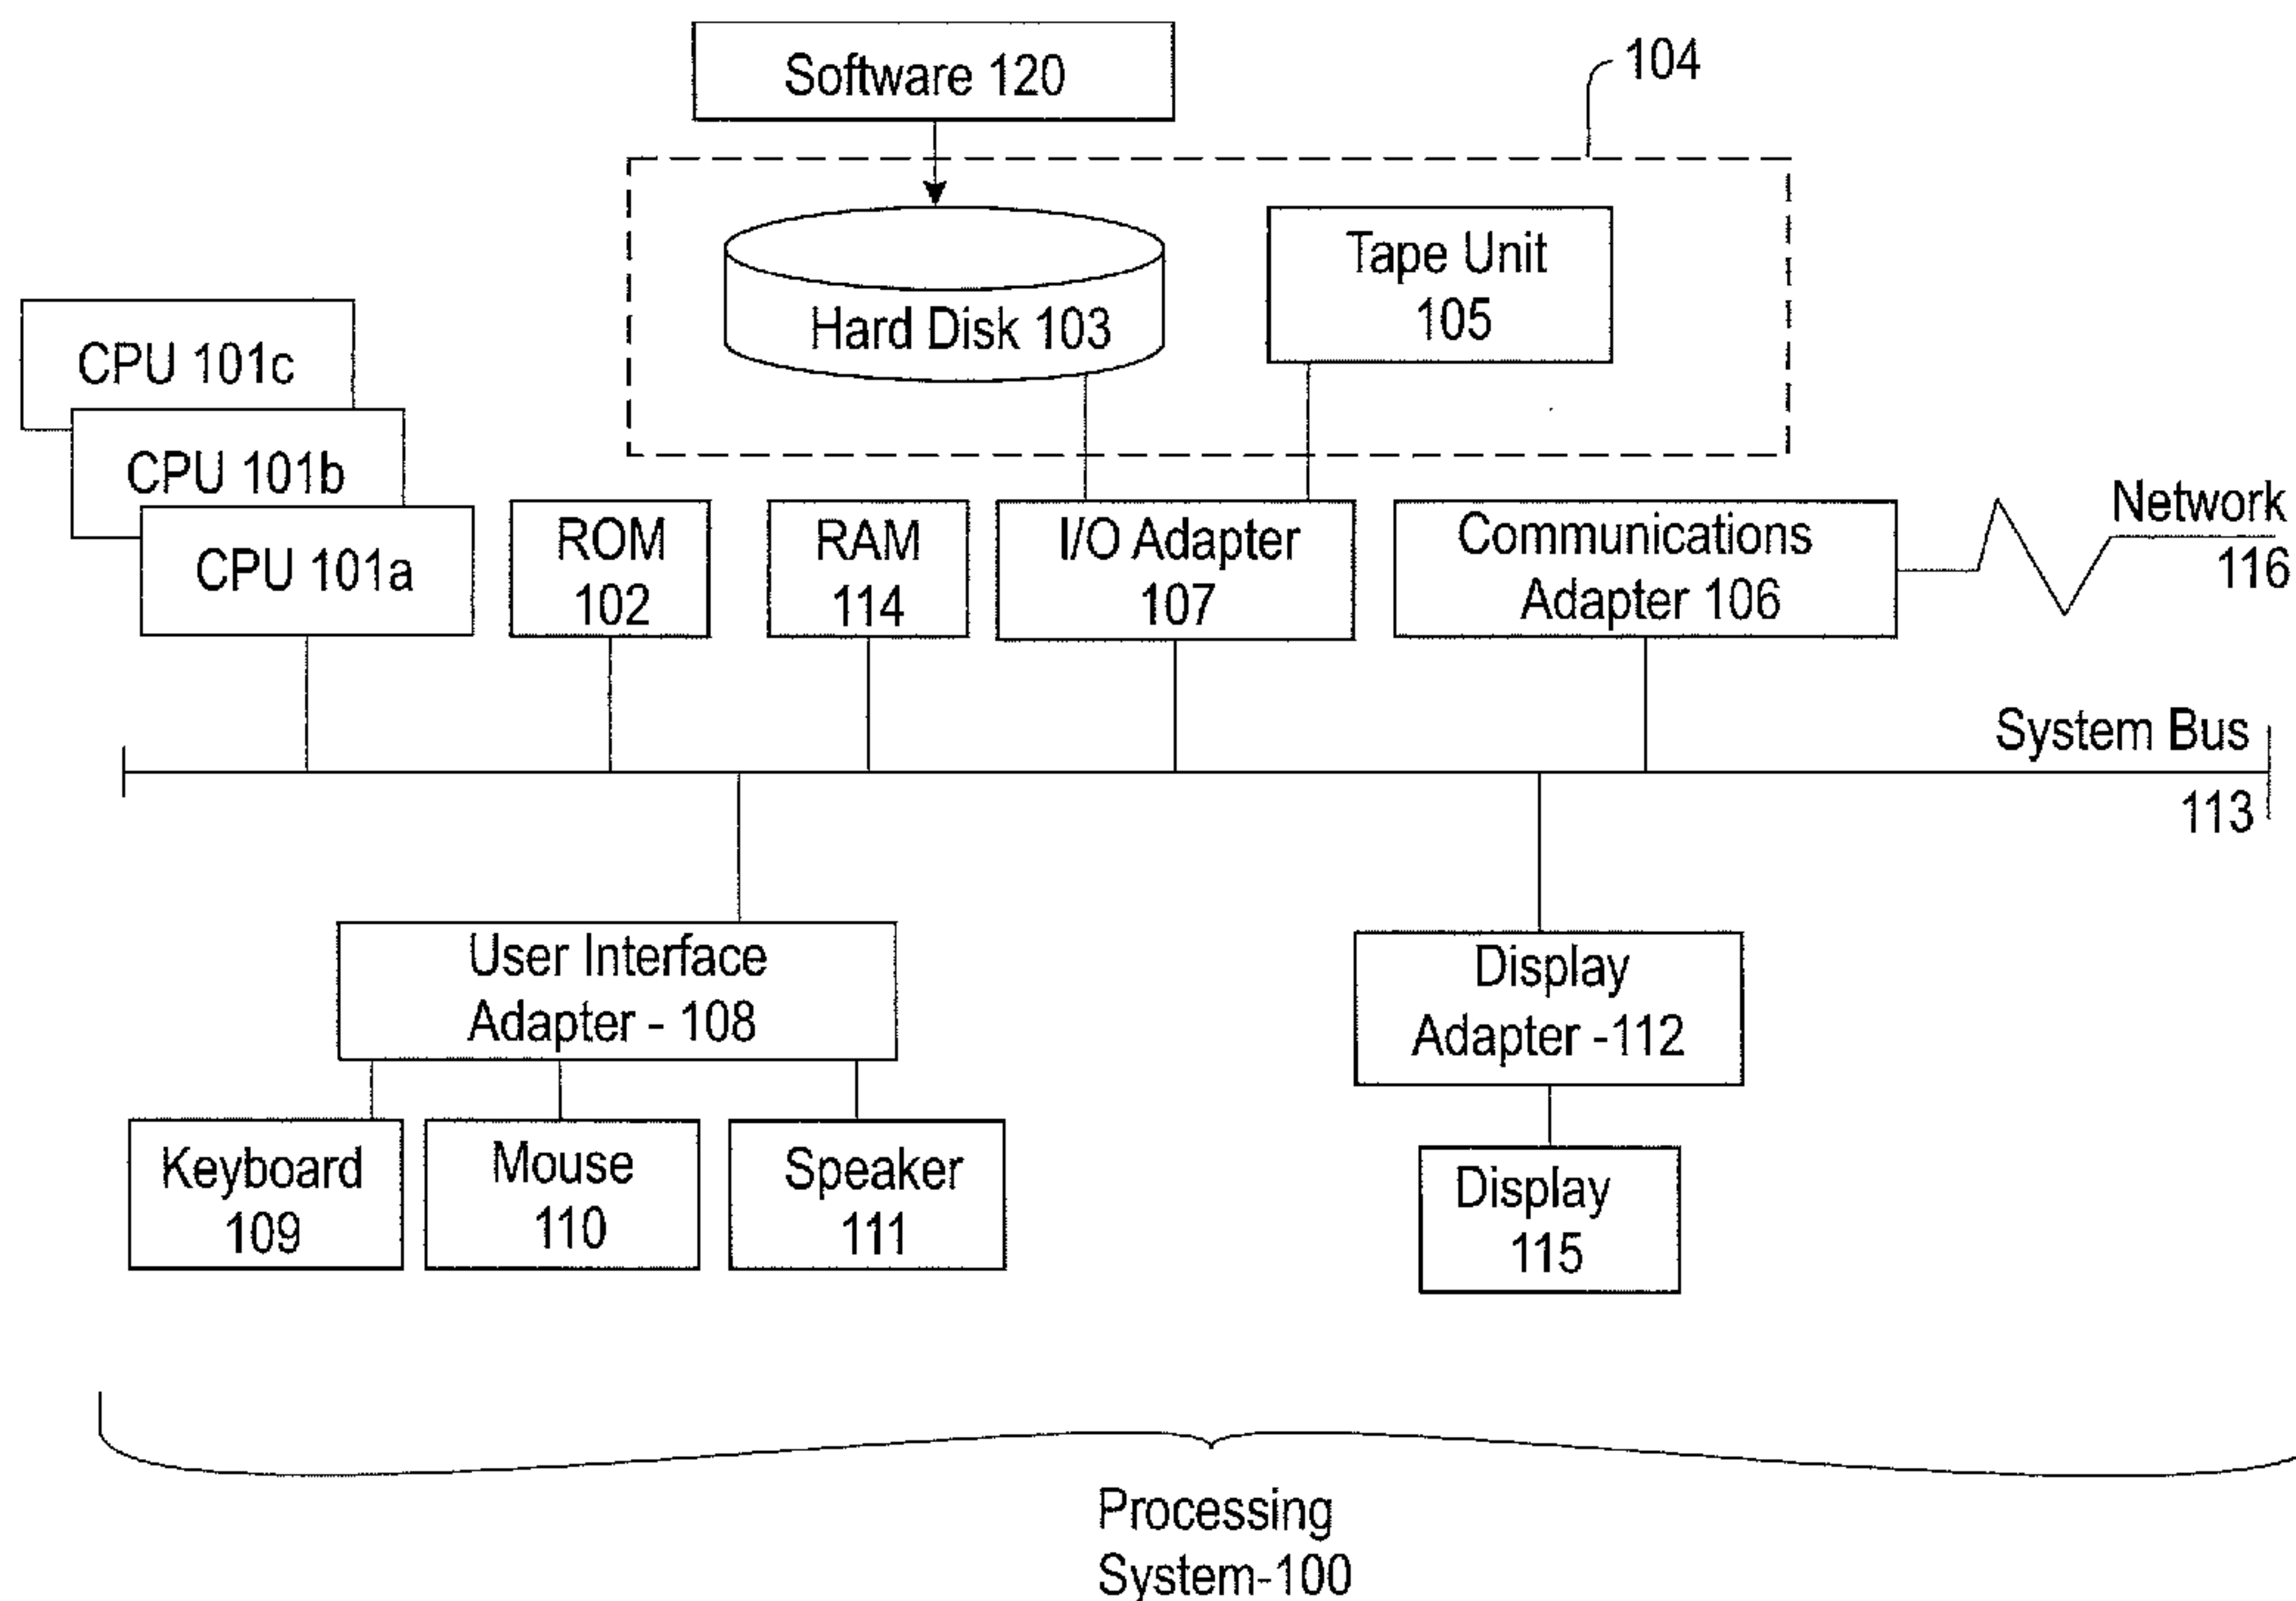 Software 120
104
Hard Disk 103
Tape Unit
105
CPU 101c
CPU 101b
CPU 101a
ROM
102
RAM
114
I/O Adapter
107
Communications
Adapter 106
Network
116
System Bus
113
User Interface
Adapter - 108
Display
Adapter -112
Keyboard
109
Mouse
110
Speaker
111
Display
115
Processing
System-100